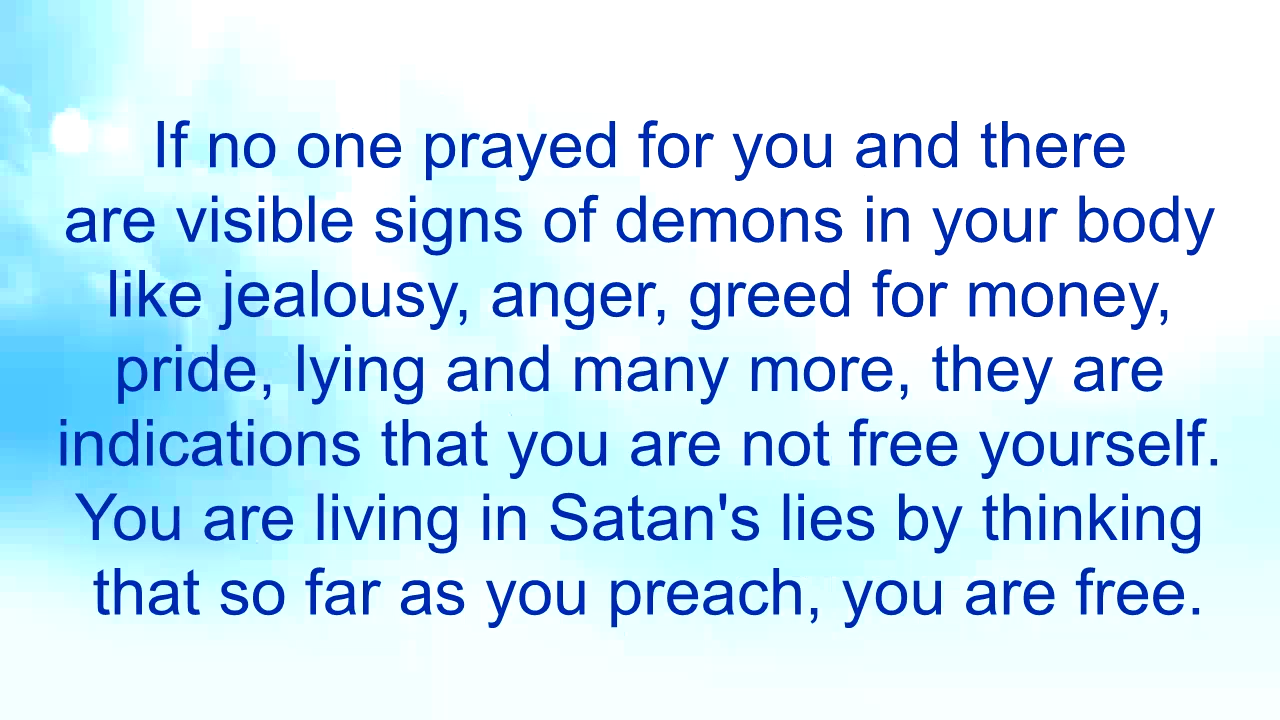 If no one prayed for you and there
are visible signs of demons in your body
like jealousy, anger, greed for money,
pride, lying and many more, they are
indications that you are not free yourself.
You are living in Satan's lies by thinking
that so far as you preach, you are free.